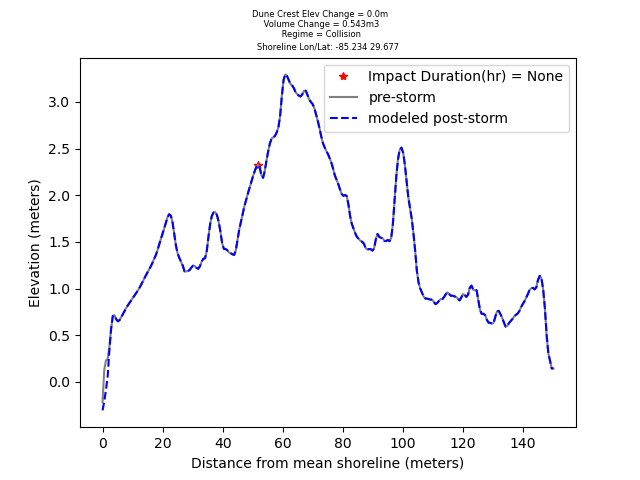 Dune Crest Elev Change = 0.0m
Volume Change = 0.543m3
Regime = Collision
Shoreline Lon/Lat: -85.234 29.677
Impact Duration(hr) = None
pre-storm
modeled post-storm
3.0
2.5
2.0
1.5
1.0
0.5
0.0
Elevation (meters)
0 20 40 60 80 100 120 140
Distance from mean shoreline (meters)